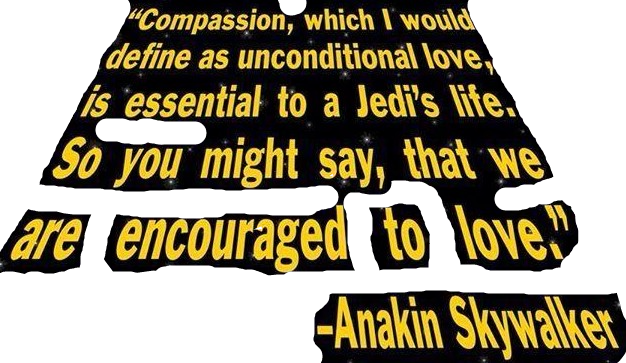 “Compassion, which I would
define as unconditional love,
is essential to a Jedi’s life.
So you might say, that we
are encouraged to love.”
–Anakin Skywalker